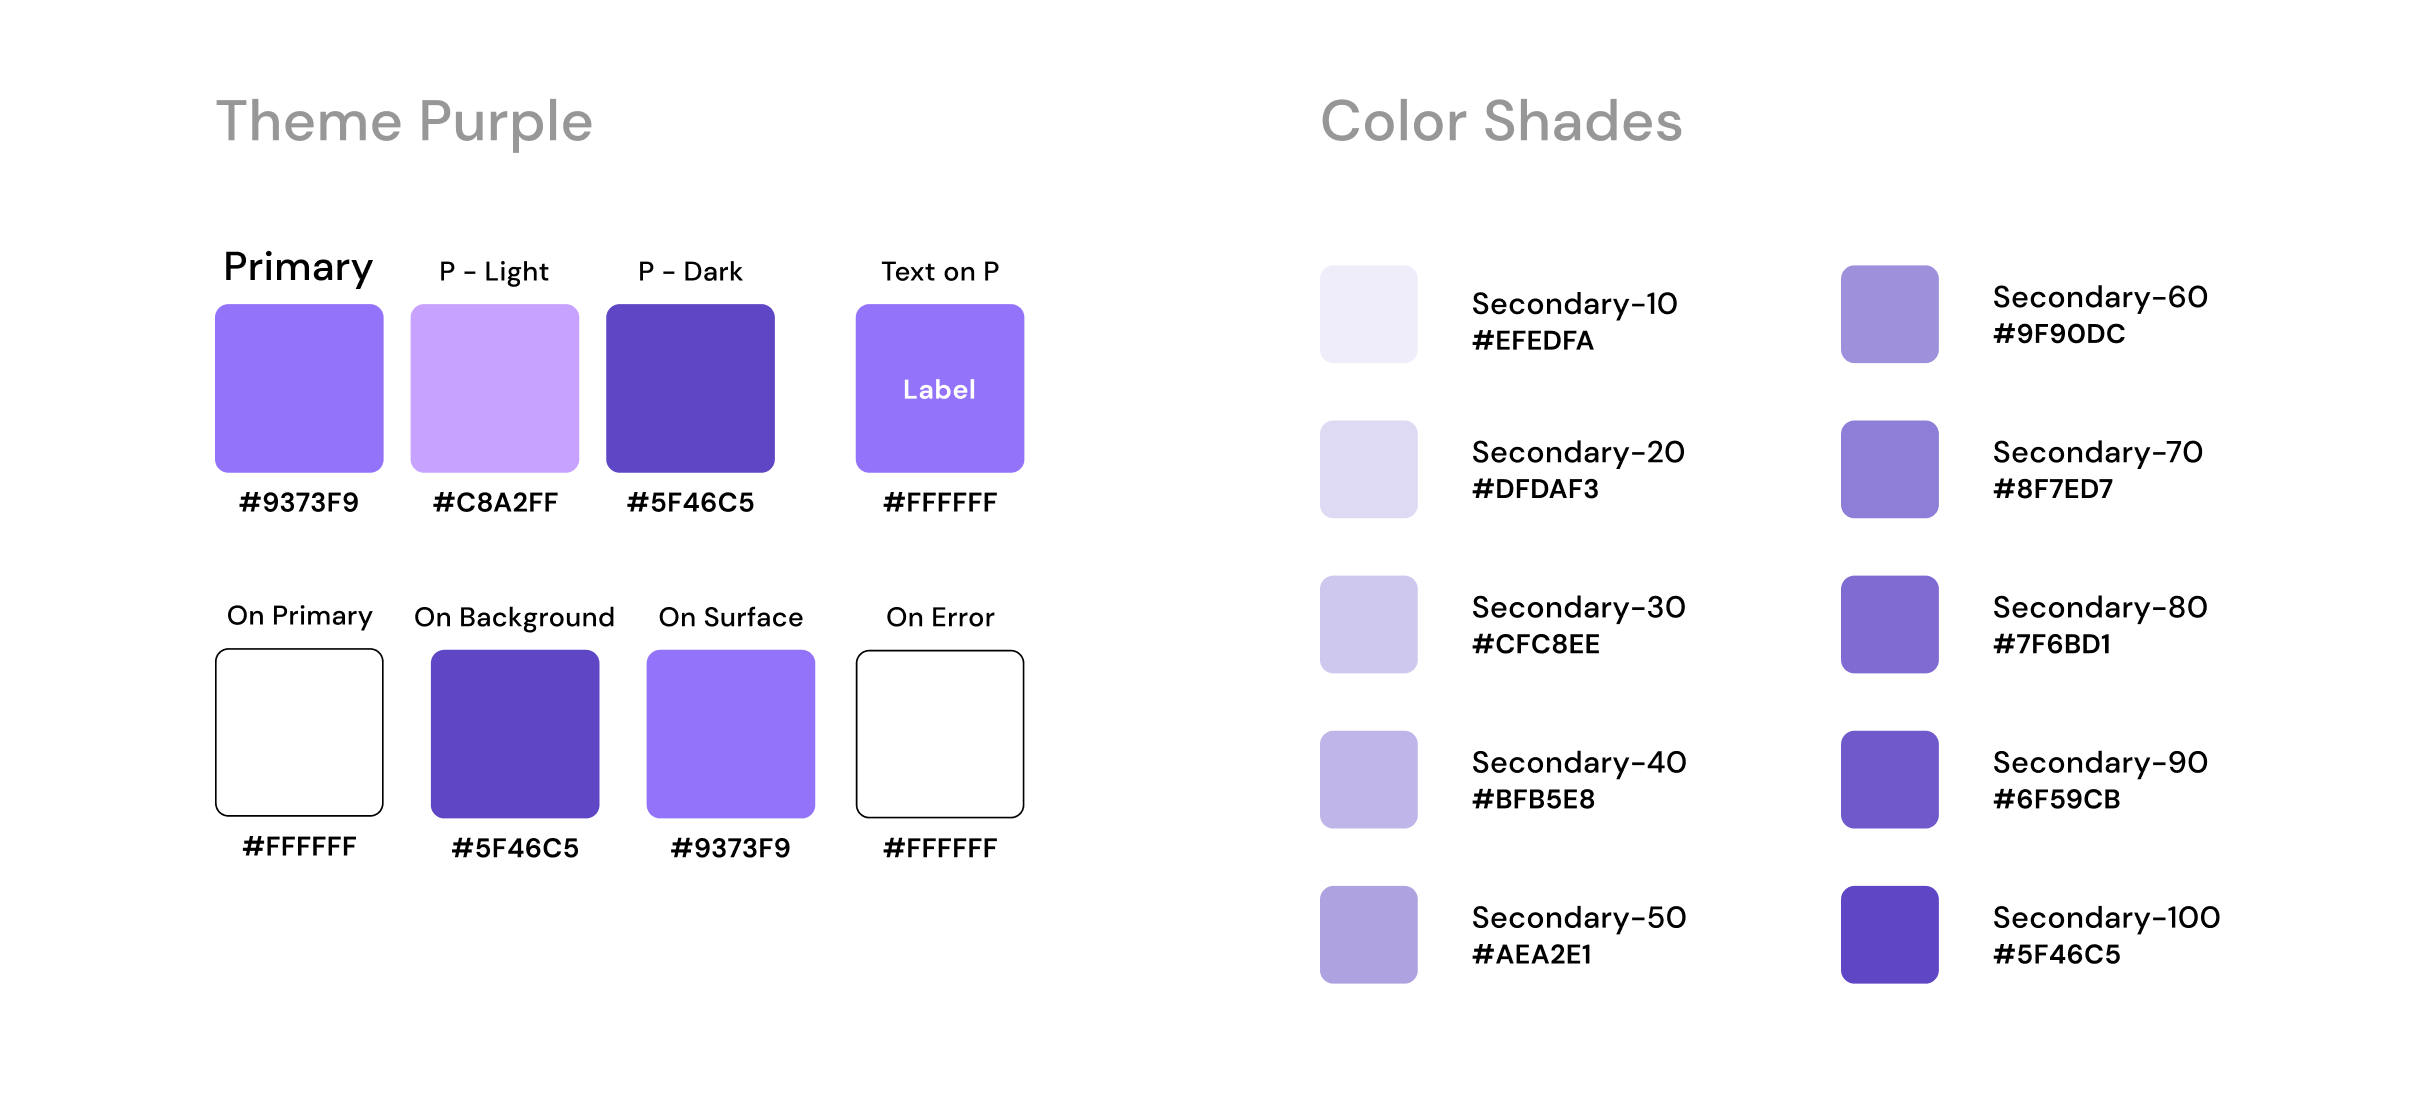 Theme Purple
Primary
P - Light
P - Dark
Text on P
Label
#9373F9
#C8A2FF
#5F46C5
#FFFFFF
On Primary
On Background
On Surface
On Error
#FFFFFF
#5F46C5
#9373F9
#FFFFFF
Color Shades
Secondary-10
#EFEDFA
Secondary-20
#DFDAF3
Secondary-30
#CFC8EE
Secondary-40
#BFB5E8
Secondary-50
#AEA2E1
Secondary-60
#9F90DC
Secondary-70
#8F7ED7
Secondary-80
#7F6BD1
Secondary-90
#6F59CB
Secondary-100
#5F46C5